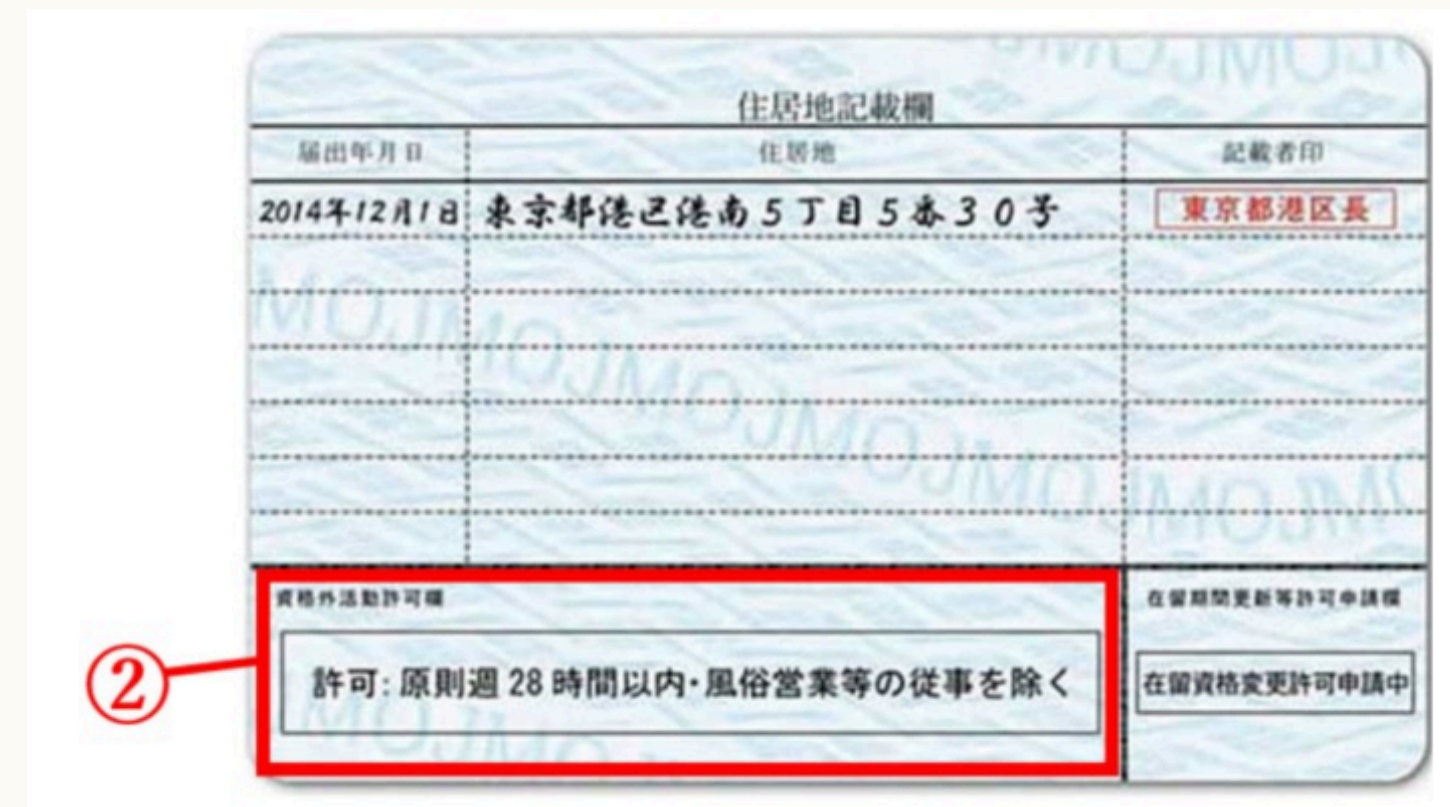 住居地記載欄
届出年月日 住居地 記載者印
2014年12月1日 東京都港区港南5丁目5番30号 東京都港区長
MOJMOJMOJMOJMOJMOJ
資格外活動許可欄 在留期間更新等許可申請欄
② 許可:原則週28時間以内・風俗営業等の従事を除く 在留資格変更許可申請中